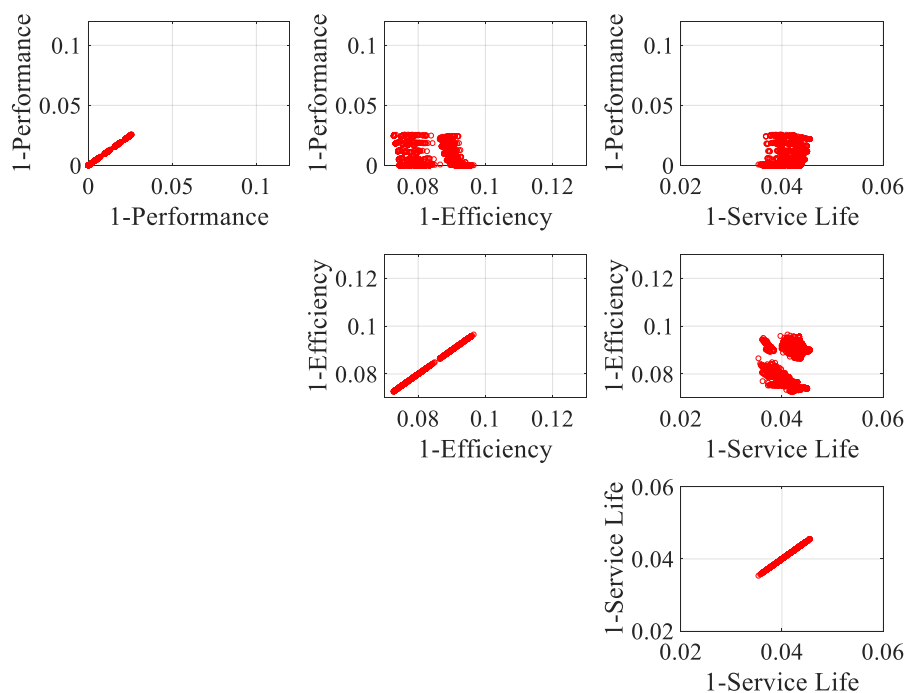 1-Performance
0.1
0.05
0
0 0.05 0.1
1-Performance
1-Performance
0.1
0.05
0
0.08 0.1 0.12
1-Efficiency
1-Performance
0.1
0.05
0
0.02 0.04 0.06
1-Service Life
1-Efficiency
0.12
0.1
0.08
0.08 0.1 0.12
1-Efficiency
1-Efficiency
0.12
0.1
0.08
0.02 0.04 0.06
1-Service Life
1-Service Life
0.06
0.04
0.02
0.02 0.04 0.06
1-Service Life